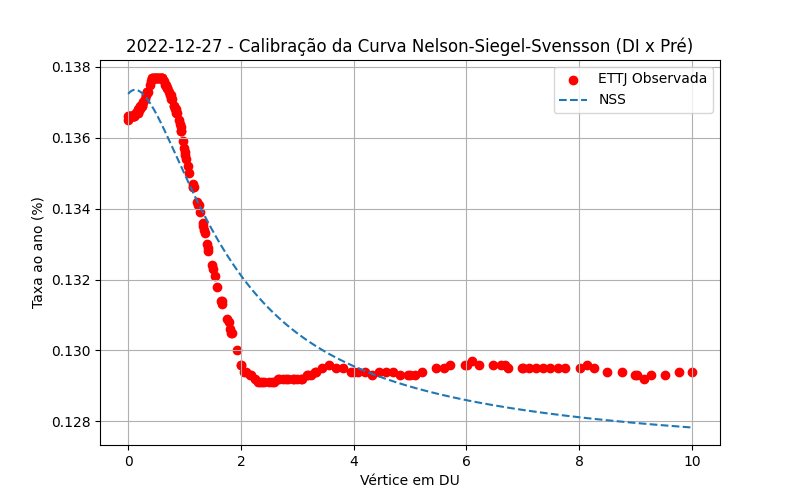 2022-12-27 - Calibração da Curva Nelson-Siegel-Svensson (DI x Pré)
ETTJ Observada
NSS
Taxa ao ano (%)
0.138
0.136
0.134
0.132
0.130
0.128
0
2
4
6
8
10
Vértice em DU